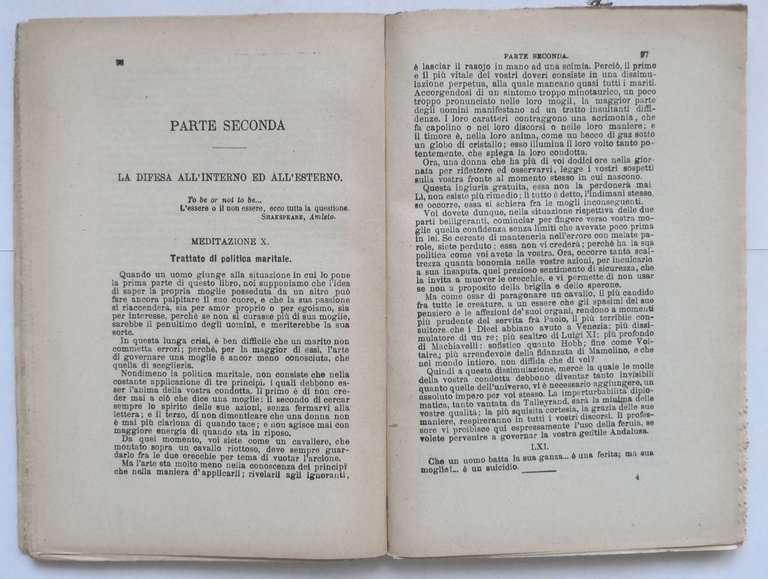 96
PARTE SECONDA
LA DIFESA ALL'INTERNO ED ALL'ESTERNO.
To be or not to be...
L'essere o il non essere, ecco tutta la questione.
SHAKSPEARE, Amleto.
MEDITAZIONE X.
Trattato di politica maritale.
Quando un uomo giunge alla situazione in cui lo pone
la prima parte di questo libro, noi supponiamo che l'idea
di saper la propria moglie posseduta da un altro può
fare ancora palpitare il suo cuore, e che la sua passione
si riaccenderà, sia per amor proprio o per egoismo, sia
per interesse, perchè se non si curasse più di sua moglie,
sarebbe il penultimo degli uomini, e meriterebbe la sua
sorte.
In questa lunga crisi, è ben difficile che un marito non
commetta errori; perchè, per la maggior di essi, l'arte
di governare una moglie è ancor meno conosciuta, che
quella di sceglierla.
Nondimeno la politica maritale, non consiste che nella
costante applicazione di tre principi, i quali debbono es-
ser l'anima della vostra condotta. Il primo è di non cre-
der mai a ciò che dice una moglie: il secondo di cercar
sempre lo spirito delle sue azioni, senza fermarvi alla
lettera; e il terzo, di non dimenticare che una donna non
è mai più ciarlona di quando tace; e non agisce mai con
maggiore energia di quando sta in riposo.
Da quel momento, voi siete come un cavaliere, che
montato sopra un cavallo riottoso, deve sempre guar-
darlo fra le due orecchie per tema di vuotar l'arcione.
Ma l'arte sta molto meno nella conoscenza dei principi
che nella maniera d'applicarli; rivelarli agli ignoranti,
PARTE SECONDA. 97
è lasciar il rasojo in mano ad una scimia. Perciò, il primo
e il più vitale dei vostri doveri consiste in una dissimu-
lazione perpetua, alla quale mancano quasi tutti i mariti.
Accorgendosi di un sintomo troppo minotaurico, un poco
troppo pronunciato nelle loro mogli, la maggior parte
degli uomini manifestano ad un tratto insultanti diffi-
denze. I loro caratteri contraggono una acrimonia, che
fa capolino o nei loro discorsi o nelle loro maniere; e
il timore è, nella loro anima, come un becco di gaz sotto
un globo di cristallo; esso illumina il loro volto tanto po-
tentemente, che spiega la loro condotta.
Ora, una donna che ha più di voi dodici ore nella gior-
nata per riflettere ed osservarvi, legge i vostri sospetti
sulla vostra fronte al momento stesso in cui nascono.
Questa ingiuria gratuita, essa non la perdonerà mai
Lì, non esiste più rimedio; lì tutto è detto, l'indimani stesso,
se occorre, essa si schiera fra le mogli inconseguenti.
Voi dovete dunque, nella situazione rispettiva delle due
parti belligeranti, cominciar per fingere verso vostra mo-
glie quella confidenza senza limiti che avevate poco prima
in lei. Se cercate di mantenerla nell'errore con melate pa-
role, siete perduto; essa non vi crederà; perchè ha la sua
politica come voi avete la vostra. Ora, occorre tanta scal-
trezza quanta bonomia nelle vostre azioni, per inculcarla
a sua insaputa, quel prezioso sentimento di sicurezza, che
la invita a muover le orecchie, e vi permette di non usar
se non a proposito della briglia e dello sperone.
Ma come osar di paragonare un cavallo, il più candido
fra tutte le creature, a un essere che gli spasimi del suo
pensiero e le affezioni de' suoi organi, rendono a momenti
più prudente del servita frà Paolo, il più terribile con-
sultore che i Dieci abbiano avuto a Venezia; più dissi-
mulatore di un re; più scaltro di Luigi XI; più profondo
di Machiavelli; sofistico quanto Hobb; fine come Vol-
taire, più arrendevole della fidanzata di Mamolino, e che
nel mondo intiero, non diffida che di voi?
Quindi a questa dissimulazione, mercè la quale le molle
della vostra condotta debbono diventar tanto invisibili
quanto quelle dell'universo, vi è necessario aggiungere, un
assoluto impero per voi stesso. La imperturbabilità diplo-
matica, tanto vantata da Talleyrand, sarà la minima delle
vostre qualità; la più squisita cortesia, la grazia delle sue
maniere, respireranno in tutti i vostri discorsi. Il profes-
sore vi proibisce qui espressamente l'uso della ferula, se
volete pervenire a governar la vostra gentile Andalusa.
LXI.
Che un uomo batta la sua ganza... è una ferita; ma sua
moglie!... è un suicidio.
4